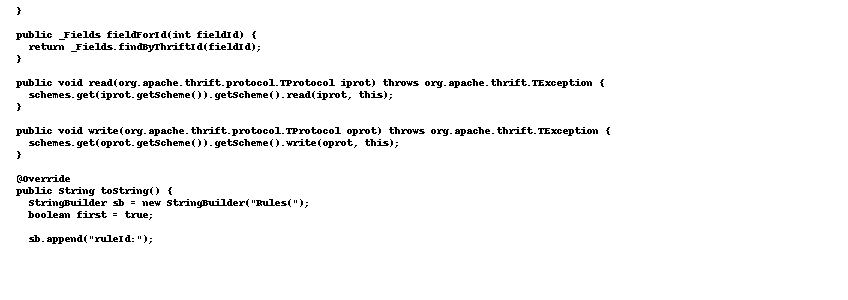 }
public _Fields fieldForId(int fieldId) {
return _Fields.findByThriftId(fieldId);
}
public void read(org.apache.thrift.protocol.TProtocol iprot) throws org.apache.thrift.TException {
schemes.get(iprot.getScheme()).getScheme().read(iprot, this);
}
public void write(org.apache.thrift.protocol.TProtocol oprot) throws org.apache.thrift.TException {
schemes.get(oprot.getScheme()).getScheme().write(oprot, this);
}
@Override
public String toString() {
StringBuilder sb = new StringBuilder("Rules(");
boolean first = true;
sb.append("ruleId:");